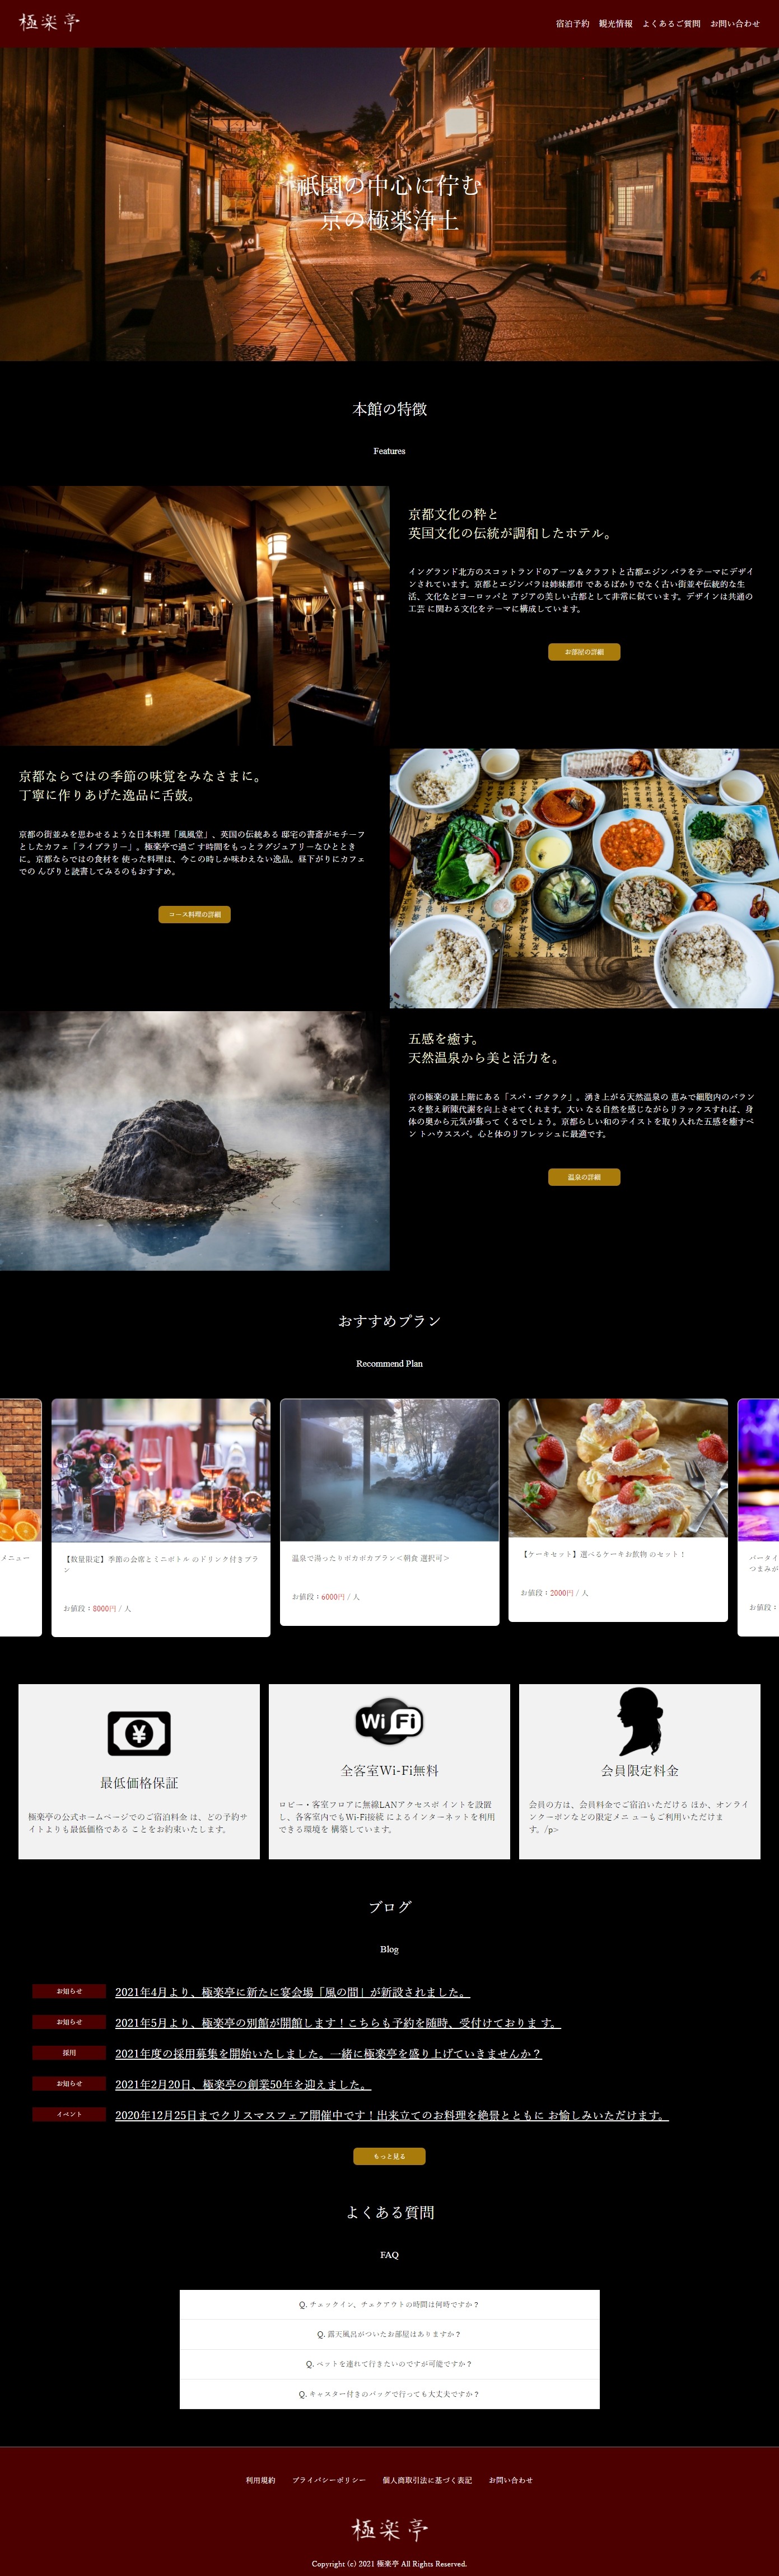 極楽亭
宿泊予約 観光情報 よくあるご質問 お問い合わせ
祇園の中心に佇む
京の極楽浄土
本館の特徴
Features
京都文化の粋と
英国文化の伝統が調和したホテル。
イングランド北方のスコットランドのアーツ＆クラフトと古都エジン バラをテーマにデザイ
ンされています。京都とエジンバラは姉妹都市 であるばかりでなく古い街並や伝統的な生
活、文化などヨーロッパと アジアの美しい古都として非常に似ています。デザインは共通の
工芸 に関わる文化をテーマに構成しています。
お部屋の詳細
京都ならではの季節の味覚をみなさまに。
丁寧に作りあげた逸品に舌鼓。
京都の街並みを思わせるような日本料理「風風堂」、英国の伝統ある 邸宅の書斎がモチーフ
としたカフェ「ライブラリー」。極楽亭で過ご す時間をもっとラグジュアリーなひととき
に。京都ならではの食材を 使った料理は、今この時しか味わえない逸品。昼下がりにカフェ
での んびりと読書してみるのもおすすめ。
コース料理の詳細
五感を癒す。
天然温泉から美と活力を。
京の極楽の最上階にある「スパ・ゴクラク」。湧き上がる天然温泉の 恵みで細胞内のバラン
スを整え新陳代謝を向上させてくれます。大い なる自然を感じながらリラックスすれば、身
体の奥から元気が蘇って くるでしょう。京都らしい和のテイストを取り入れた五感を癒すペ
ン トハウススパ。心と体のリフレッシュに最適です。
温泉の詳細
おすすめプラン
Recommend Plan
メニュー
【数量限定】季節の会席とミニボトル のドリンク付きプラ
ン
お値段：8000円 / 人
温泉で湯ったりポカポカプラン＜朝食 選択可＞
お値段：6000円 / 人
【ケーキセット】選べるケーキお飲物 のセット！
お値段：2000円 / 人
バータイ
つまみが
お値段：
¥
最低価格保証
極楽亭の公式ホームページでのご宿泊料金 は、どの予約サ
イトよりも最低価格である ことをお約束いたします。
Wi Fi
全客室Wi-Fi無料
ロビー・客室フロアに無線LANアクセスポ イントを設置
し、各客室内でもWi-Fi接続 によるインターネットを利用
できる環境を 構築しています。
会員限定料金
会員の方は、会員料金でご宿泊いただける ほか、オンライ
ンクーポンなどの限定メニ ューもご利用いただけま
す。/p>
ブログ
Blog
お知らせ 2021年4月より、極楽亭に新たに宴会場「風の間」が新設されました。
お知らせ 2021年5月より、極楽亭の別館が開館します！こちらも予約を随時、受付けておりま す。
採用 2021年度の採用募集を開始いたしました。一緒に極楽亭を盛り上げていきませんか？
お知らせ 2021年2月20日、極楽亭の創業50年を迎えました。
イベント 2020年12月25日までクリスマスフェア開催中です！出来立てのお料理を絶景とともに お愉しみいただけます。
もっと見る
よくある質問
FAQ
Q. チェックイン、チェクアウトの時間は何時ですか？
Q. 露天風呂がついたお部屋はありますか？
Q. ペットを連れて行きたいのですが可能ですか？
Q. キャスター付きのバッグで行っても大丈夫ですか？
利用規約 プライバシーポリシー 個人商取引法に基づく表記 お問い合わせ
極楽亭
Copyright (c) 2021 極楽亭 All Rights Reserved.